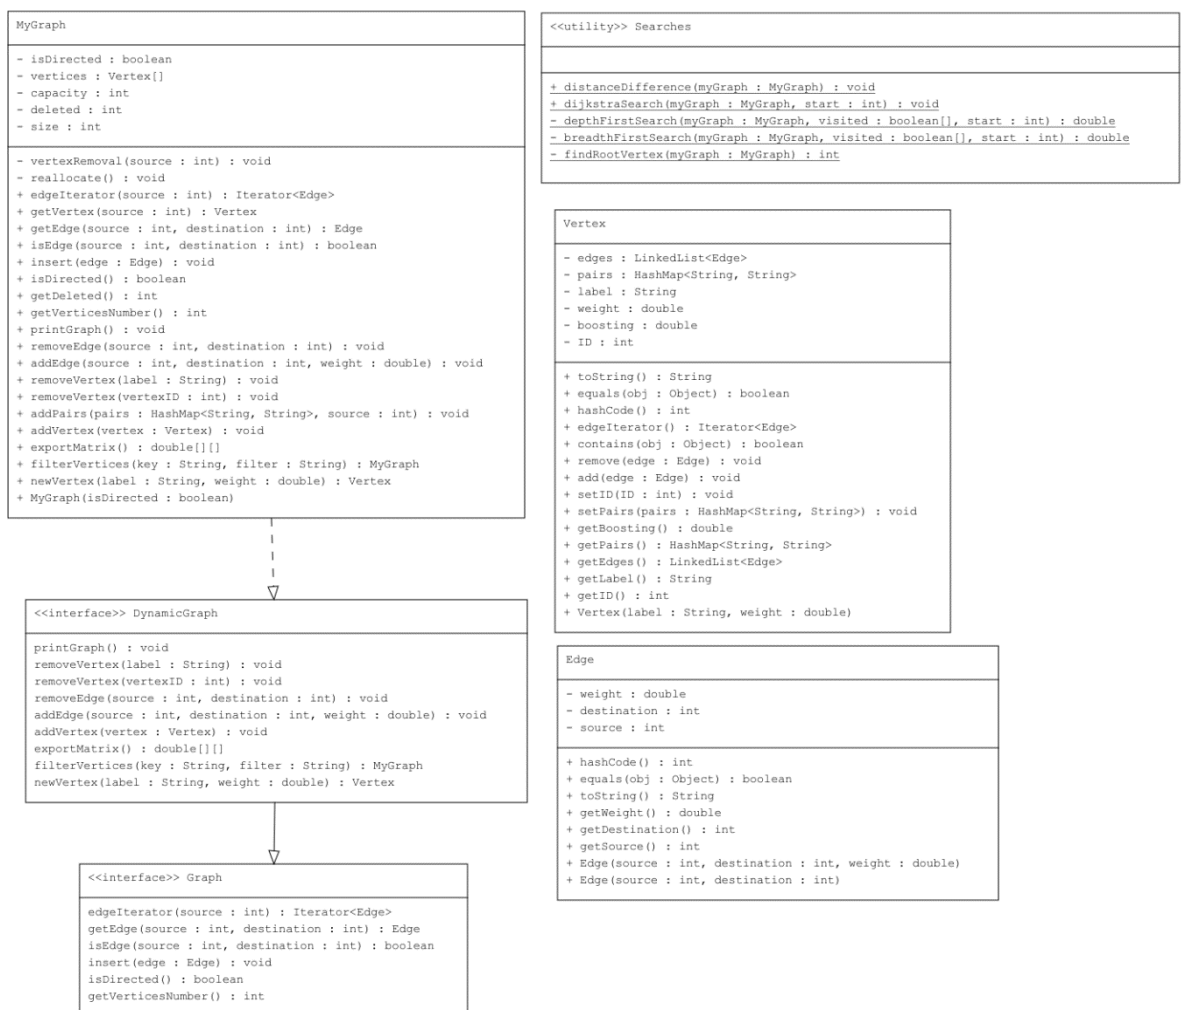 MyGraph
- isDirected : boolean
- vertices : Vertex[]
- capacity : int
- deleted : int
- size : int
- vertexRemoval(source : int) : void
- reallocate() : void
+ edgeIterator(source : int) : Iterator<Edge>
+ getVertex(source : int) : Vertex
+ getEdge(source : int, destination : int) : Edge
+ isEdge(source : int, destination : int) : boolean
+ insert(edge : Edge) : void
+ isDirected() : boolean
+ getDeleted() : int
+ getVerticesNumber() : int
+ printGraph() : void
+ removeEdge(source : int, destination : int) : void
+ addEdge(source : int, destination : int, weight : double) : void
+ removeVertex(label : String) : void
+ removeVertex(vertexID : int) : void
+ addPairs(pairs : HashMap<String, String>, source : int) : void
+ addVertex(vertex : Vertex) : void
+ exportMatrix() : double[][]
+ filterVertices(key : String, filter : String) : MyGraph
+ newVertex(label : String, weight : double) : Vertex
+ MyGraph(isDirected : boolean)
<<interface>> DynamicGraph
printGraph() : void
removeVertex(label : String) : void
removeVertex(vertexID : int) : void
removeEdge(source : int, destination : int) : void
addEdge(source : int, destination : int, weight : double) : void
addVertex(vertex : Vertex) : void
exportMatrix() : double[][]
filterVertices(key : String, filter : String) : MyGraph
newVertex(label : String, weight : double) : Vertex
<<interface>> Graph
edgeIterator(source : int) : Iterator<Edge>
getEdge(source : int, destination : int) : Edge
isEdge(source : int, destination : int) : boolean
insert(edge : Edge) : void
isDirected() : boolean
getVerticesNumber() : int
<<utility>> Searches
+ distanceDifference(myGraph : MyGraph) : void
+ dijkstraSearch(myGraph : MyGraph, start : int) : void
- depthFirstSearch(myGraph : MyGraph, visited : boolean[], start : int) : double
- breadthFirstSearch(myGraph : MyGraph, visited : boolean[], start : int) : double
- findRootVertex(myGraph : MyGraph) : int
Vertex
- edges : LinkedList<Edge>
- pairs : HashMap<String, String>
- label : String
- weight : double
- boosting : double
- ID : int
+ toString() : String
+ equals(obj : Object) : boolean
+ hashCode() : int
+ edgeIterator() : Iterator<Edge>
+ contains(obj : Object) : boolean
+ remove(edge : Edge) : void
+ add(edge : Edge) : void
+ setID(ID : int) : void
+ setPairs(pairs : HashMap<String, String>) : void
+ getBoosting() : double
+ getPairs() : HashMap<String, String>
+ getEdges() : LinkedList<Edge>
+ getLabel() : String
+ getID() : int
+ Vertex(label : String, weight : double)
Edge
- weight : double
- destination : int
- source : int
+ hashCode() : int
+ equals(obj : Object) : boolean
+ toString() : String
+ getWeight() : double
+ getDestination() : int
+ getSource() : int
+ Edge(source : int, destination : int, weight : double)
+ Edge(source : int, destination : int)